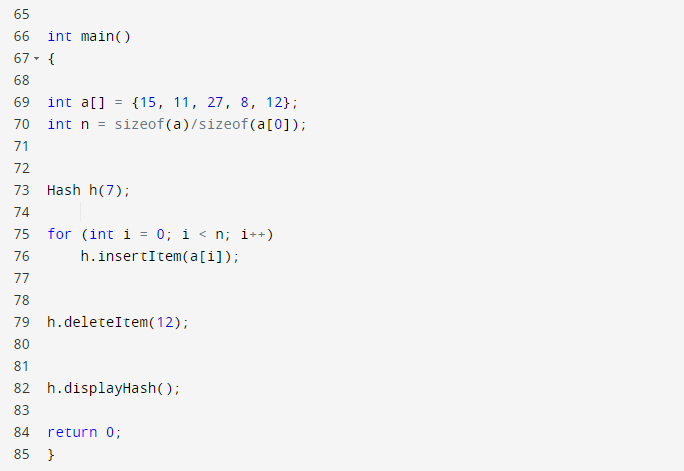 65
66 int main()
67 {
68
69 int a[] = {15, 11, 27, 8, 12};
70 int n = sizeof(a)/sizeof(a[0]);
71
72
73 Hash h(7);
74
75 for (int i = 0; i < n; i++)
76     h.insertItem(a[i]);
77
78
79 h.deleteItem(12);
80
81
82 h.displayHash();
83
84 return 0;
85 }